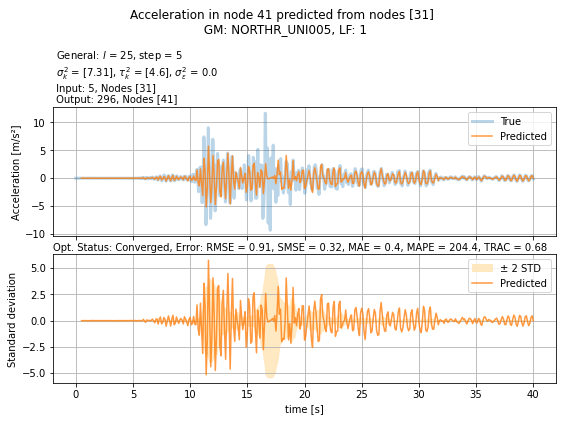 Acceleration in node 41 predicted from nodes [31]
GM: NORTHR_UNI005, LF: 1
General: l = 25, step = 5
σ²ₖ = [7.31], τ²ₖ = [4.6], σ²ε = 0.0
Input: 5, Nodes [31]
Output: 296, Nodes [41]
Acceleration [m/s²]
10
5
0
−5
−10
True
Predicted
Opt. Status: Converged, Error: RMSE = 0.91, SMSE = 0.32, MAE = 0.4, MAPE = 204.4, TRAC = 0.68
Standard deviation
5.0
2.5
0.0
−2.5
−5.0
± 2 STD
Predicted
0 5 10 15 20 25 30 35 40
time [s]